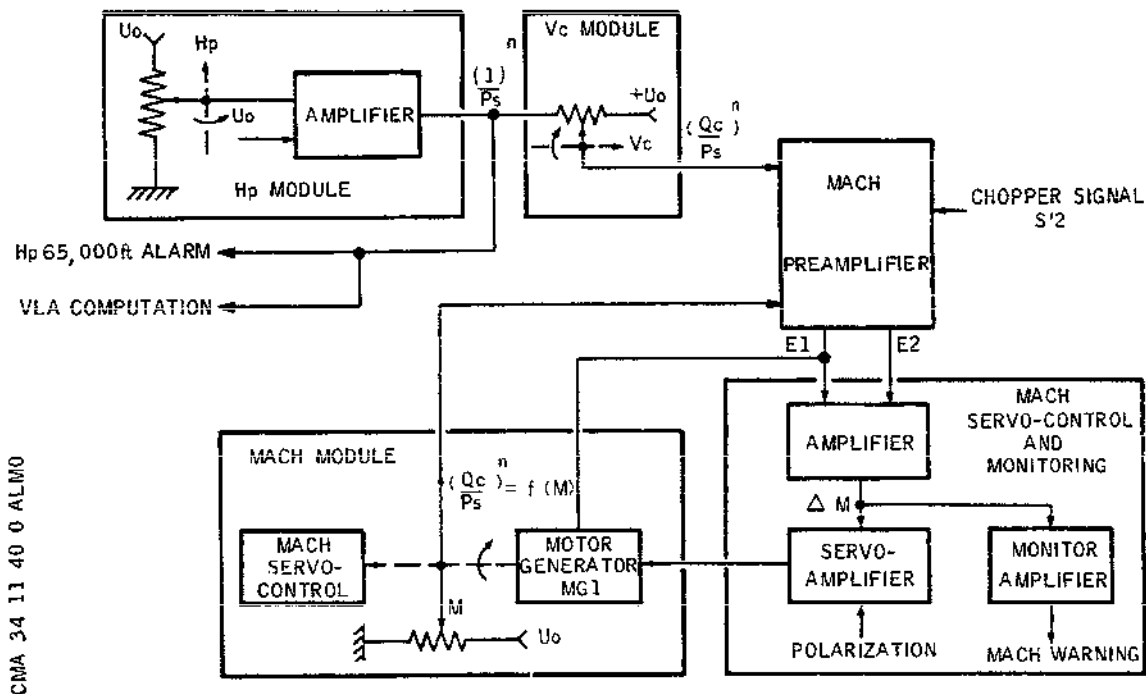 Uo
Hp
Uo
AMPLIFIER
Hp MODULE
(1/Ps)n
Vc MODULE
+Uo
Vc
(Qc/Ps)n
MACH
PREAMPLIFIER
CHOPPER SIGNAL
S'2
Hp 65,000ft ALARM
VLA COMPUTATION
E1
E2
MACH
SERVO-CONTROL
AND
MONITORING
AMPLIFIER
Δ M
SERVO-
AMPLIFIER
MONITOR
AMPLIFIER
POLARIZATION
MACH WARNING
MACH MODULE
(Qc/Ps)n = f (M)
MACH
SERVO-
CONTROL
MOTOR
GENERATOR
MG1
M
Uo
CMA 34 11 40 0 ALM0